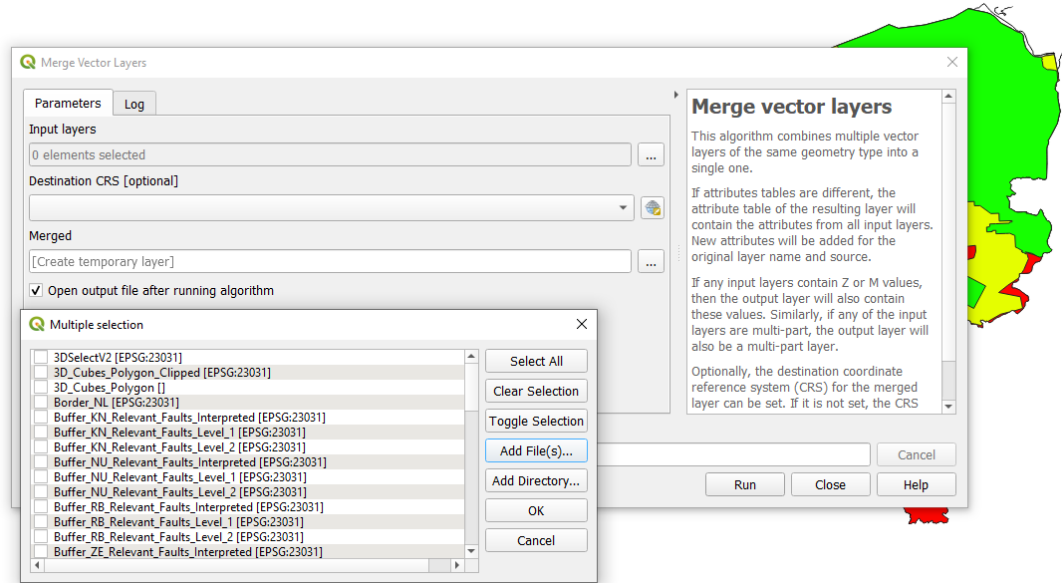 Merge Vector Layers
Parameters
Log
Input layers
0 elements selected
...
Destination CRS [optional]
Merged
[Create temporary layer]
...
Open output file after running algorithm
Merge vector layers
This algorithm combines multiple vector
layers of the same geometry type into a
single one.
If attributes tables are different, the
attribute table of the resulting layer will
contain the attributes from all input layers.
New attributes will be added for the
original layer name and source.
If any input layers contain Z or M values,
then the output layer will also contain
these values. Similarly, if any of the input
layers are multi-part, the output layer will
also be a multi-part layer.
Optionally, the destination coordinate
reference system (CRS) for the merged
layer can be set. If it is not set, the CRS
Cancel
Run
Close
Help
Multiple selection
3DSelectV2 [EPSG:23031]
3D_Cubes_Polygon_Clipped [EPSG:23031]
3D_Cubes_Polygon []
Border_NL [EPSG:23031]
Buffer_KN_Relevant_Faults_Interpreted [EPSG:23031]
Buffer_KN_Relevant_Faults_Level_1 [EPSG:23031]
Buffer_KN_Relevant_Faults_Level_2 [EPSG:23031]
Buffer_NU_Relevant_Faults_Interpreted [EPSG:23031]
Buffer_NU_Relevant_Faults_Level_1 [EPSG:23031]
Buffer_NU_Relevant_Faults_Level_2 [EPSG:23031]
Buffer_RB_Relevant_Faults_Interpreted [EPSG:23031]
Buffer_RB_Relevant_Faults_Level_1 [EPSG:23031]
Buffer_RB_Relevant_Faults_Level_2 [EPSG:23031]
Buffer_ZE_Relevant_Faults_Interpreted [EPSG:23031]
Select All
Clear Selection
Toggle Selection
Add File(s)...
Add Directory...
OK
Cancel